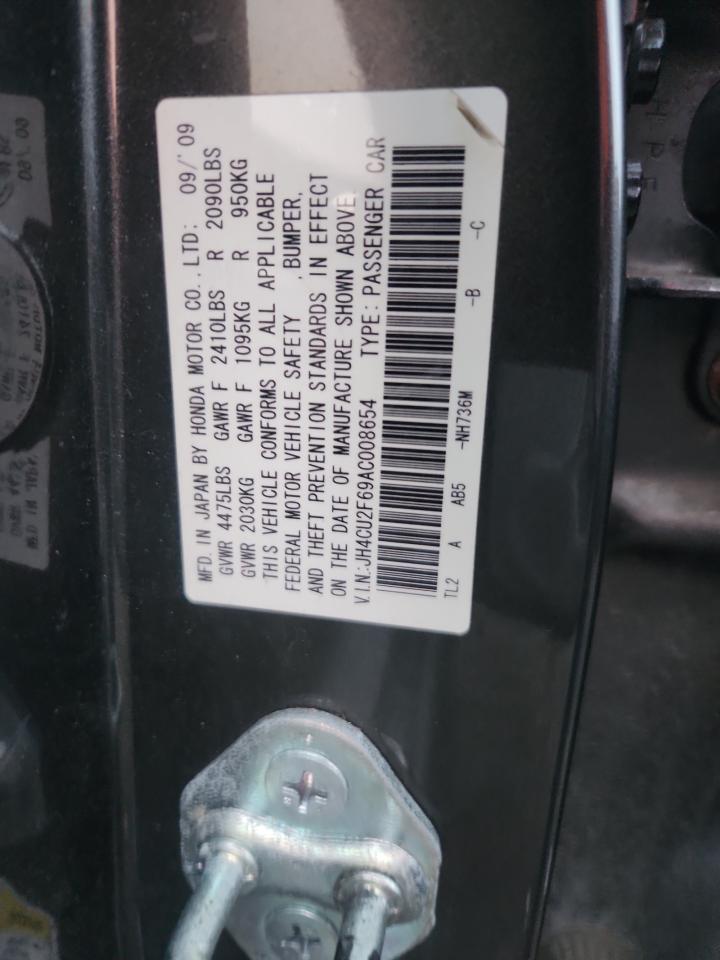 MFD. IN JAPAN BY HONDA MOTOR CO., LTD: 09/'09
GVWR 4475LBS GAWR F 2410LBS R 2090LBS
GVWR 2030KG GAWR F 1095KG R 950KG
THIS VEHICLE CONFORMS TO ALL APPLICABLE
FEDERAL MOTOR VEHICLE SAFETY , BUMPER,
AND THEFT PREVENTION STANDARDS IN EFFECT
ON THE DATE OF MANUFACTURE SHOWN ABOVE.
V.I.N.:JH4CU2F69AC008654 TYPE: PASSENGER CAR
TL2 A AB5 -NH736M -B -C